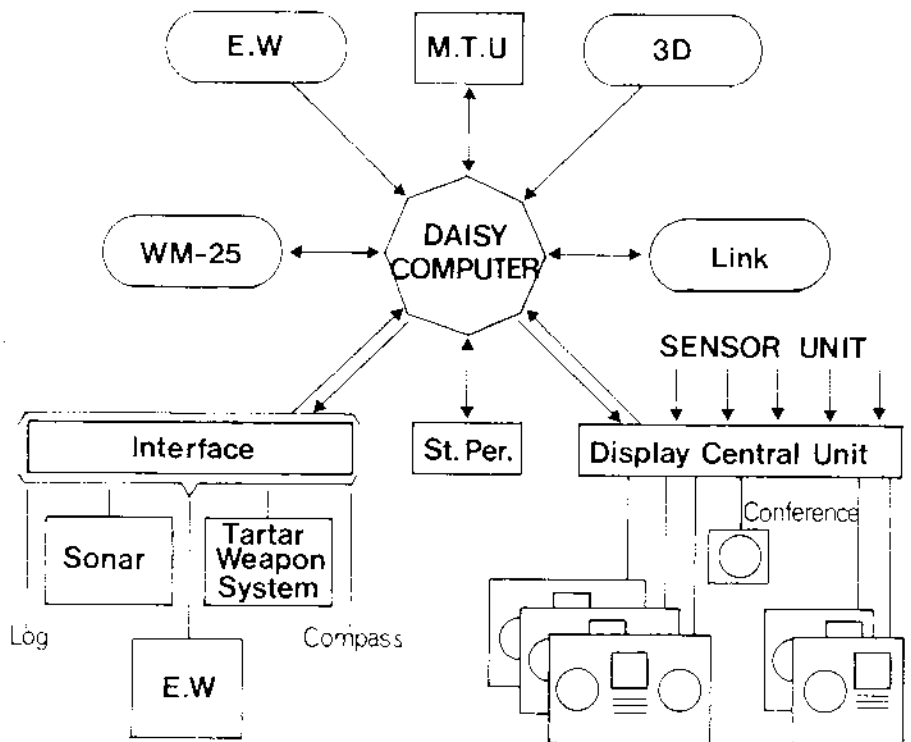 E.W
M.T.U
3D
DAISY
COMPUTER
WM-25
Link
SENSOR UNIT
Interface
St. Per.
Display Central Unit
Conference
Sonar
Tartar
Weapon
System
Log
Compass
E.W